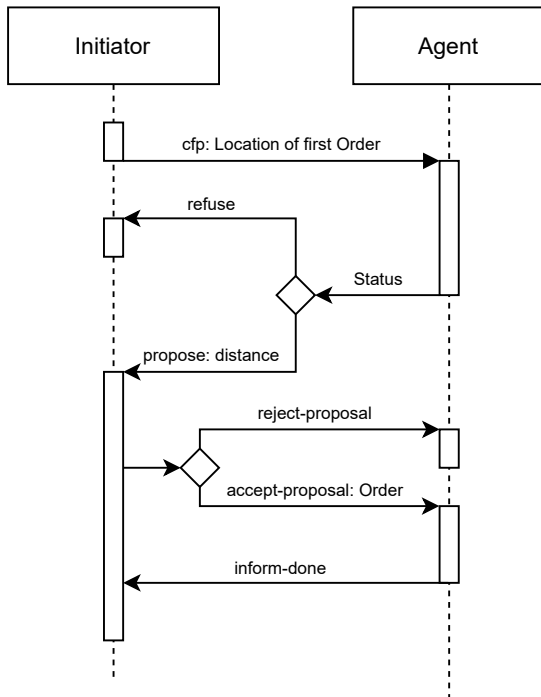 Initiator
Agent
cfp: Location of first Order
refuse
Status
propose: distance
reject-proposal
accept-proposal: Order
inform-done